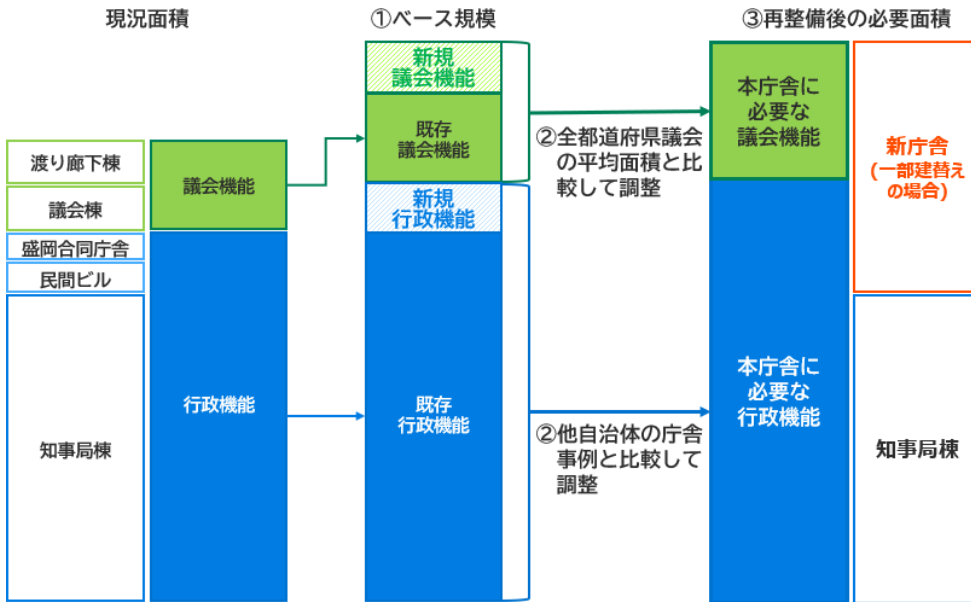 現況面積
①ベース規模
③再整備後の必要面積
渡り廊下棟
議会棟
盛岡合同庁舎
民間ビル
知事局棟
議会機能
行政機能
新規
議会機能
既存
議会機能
新規
行政機能
既存
行政機能
②全都道府県議会
の平均面積と比
較して調整
②他自治体の庁舎
事例と比較して
調整
本庁舎に
必要な
議会機能
本庁舎に
必要な
行政機能
新庁舎
(一部建替え
の場合)
知事局棟